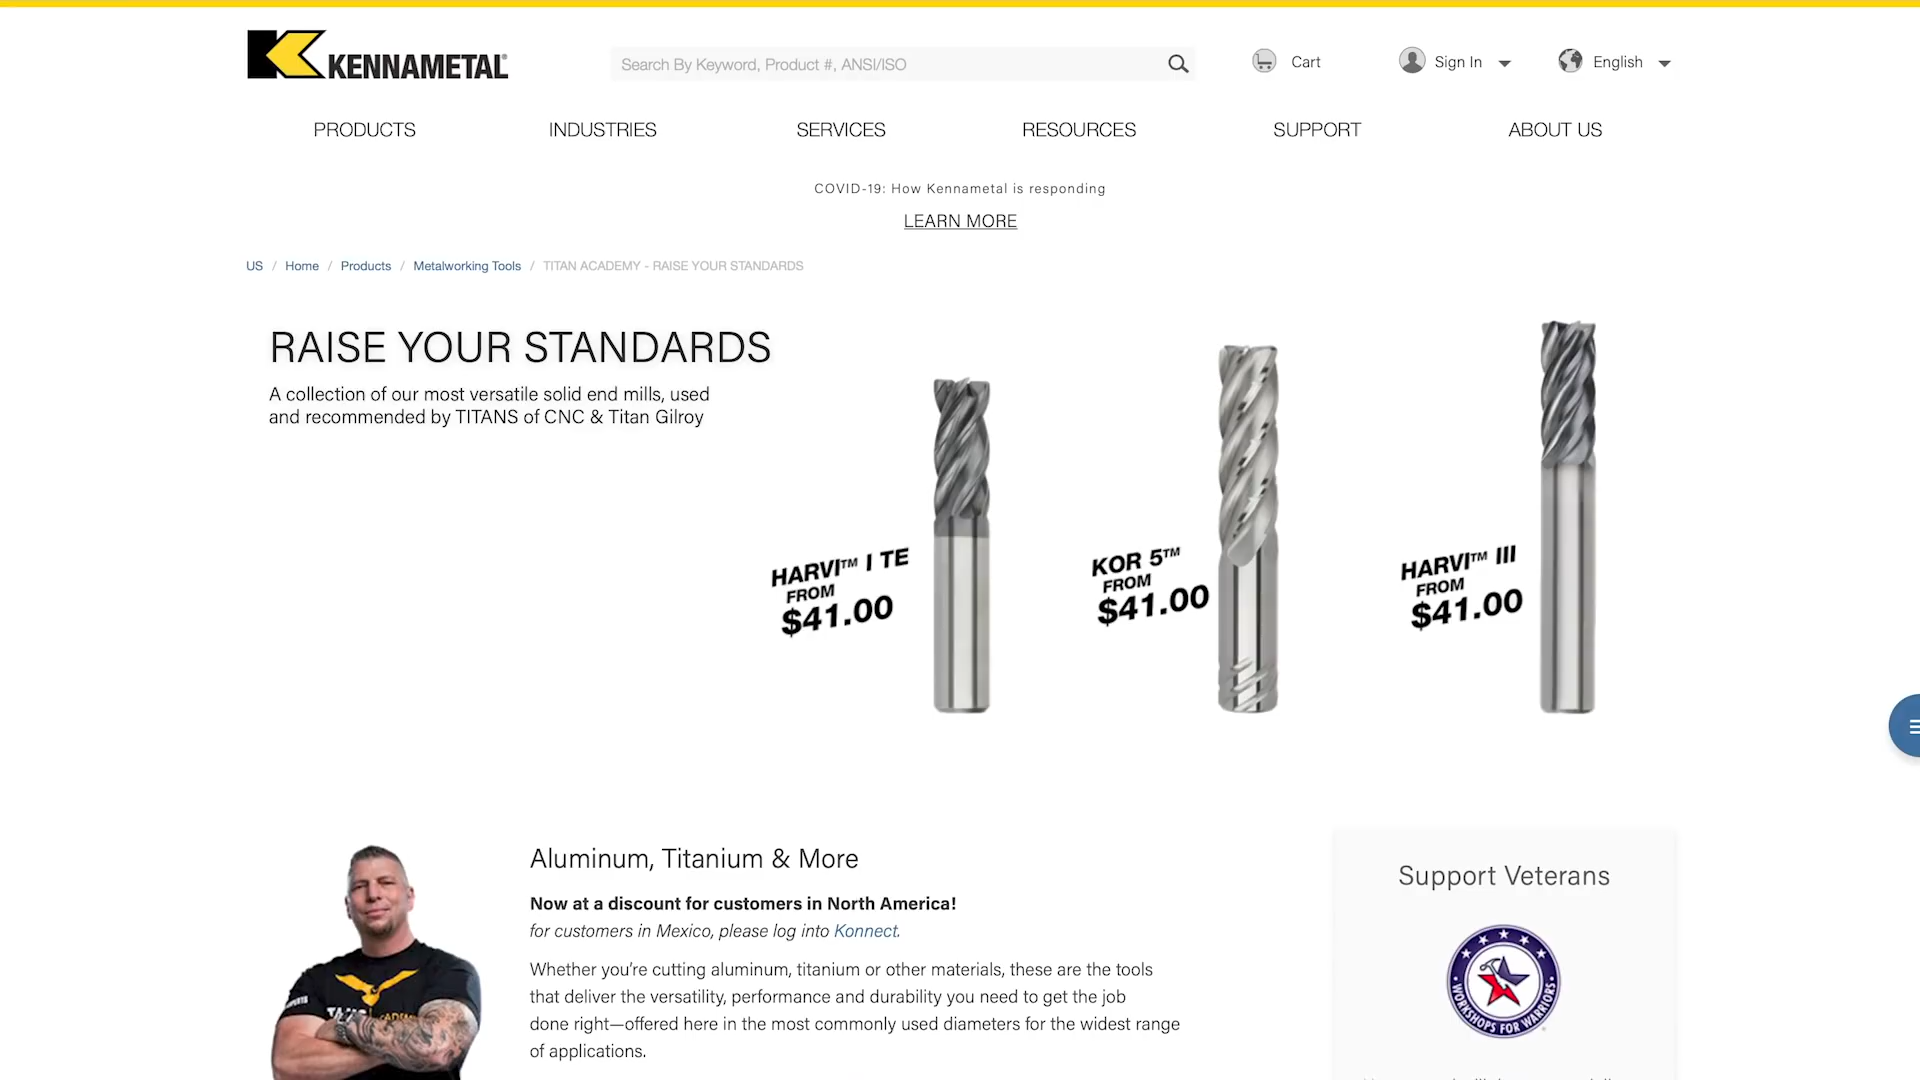 KENNAMETAL
Search By Keyword, Product #, ANSI/ISO
Cart
Sign In
English
PRODUCTS
INDUSTRIES
SERVICES
RESOURCES
SUPPORT
ABOUT US
COVID-19: How Kennametal is responding
LEARN MORE
US / Home / Products / Metalworking Tools / TITAN ACADEMY - RAISE YOUR STANDARDS
RAISE YOUR STANDARDS
A collection of our most versatile solid end mills, used
and recommended by TITANS of CNC & Titan Gilroy
HARVI™ I TE
FROM
$41.00
KOR 5™
FROM
$41.00
HARVI™ III
FROM
$41.00
Aluminum, Titanium & More
Now at a discount for customers in North America!
for customers in Mexico, please log into Konnect.
Whether you’re cutting aluminum, titanium or other materials, these are the tools
that deliver the versatility, performance and durability you need to get the job
done right—offered here in the most commonly used diameters for the widest range
of applications.
Support Veterans
WORKSHOPS FOR WARRIORS